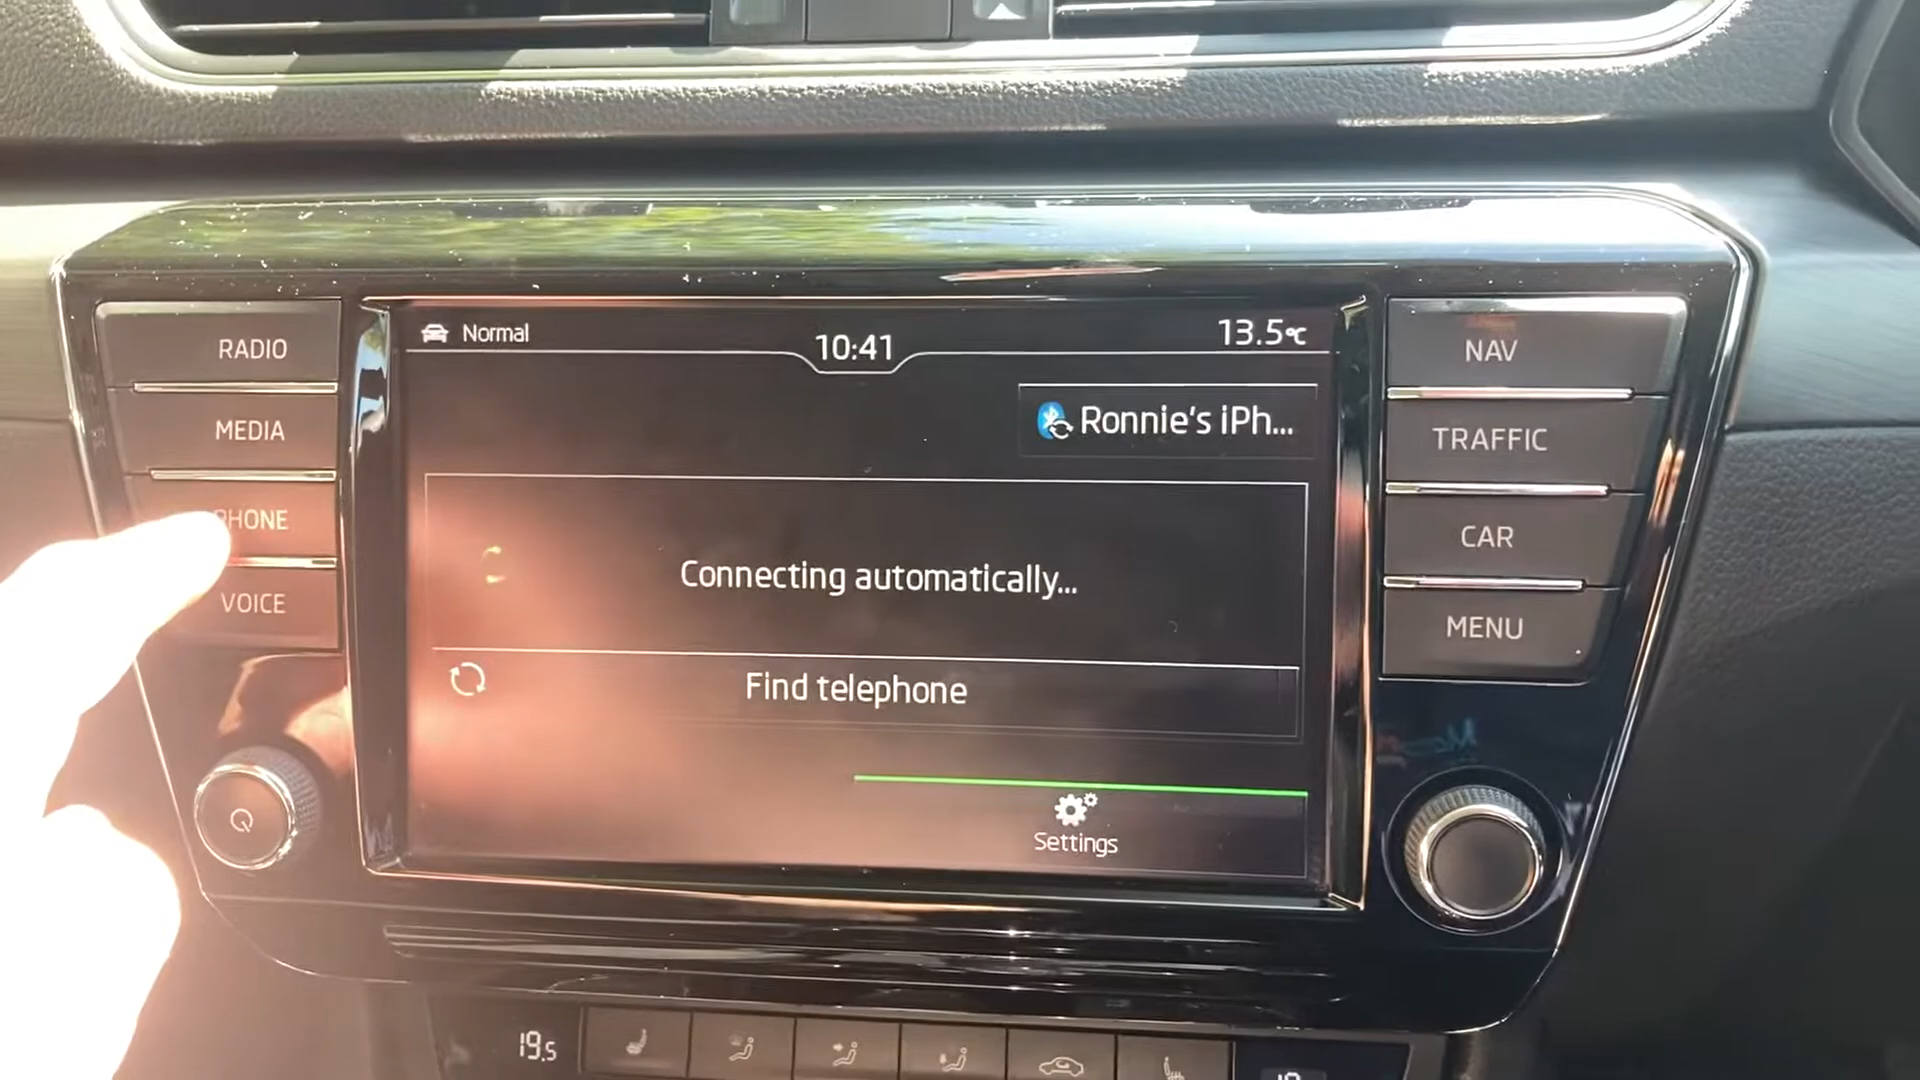 Normal
10:41
13.5°C
Ronnie's iPh...
Connecting automatically...
Find telephone
Settings
RADIO
MEDIA
PHONE
VOICE
NAV
TRAFFIC
CAR
MENU
19.5